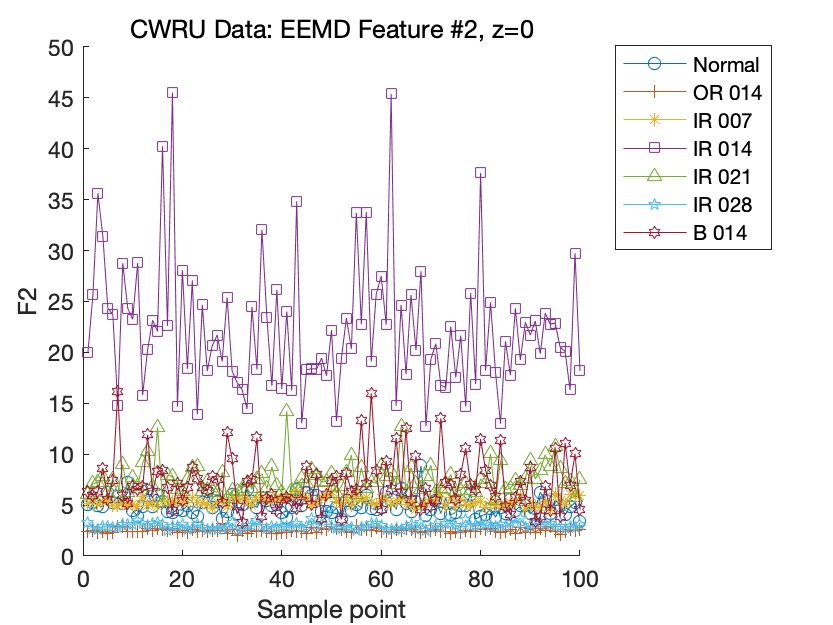 CWRU Data: EEMD Feature #2, z=0
50
45
40
35
30
25
20
15
10
5
0
F2
0 20 40 60 80 100
Sample point
Normal
OR 014
IR 007
IR 014
IR 021
IR 028
B 014